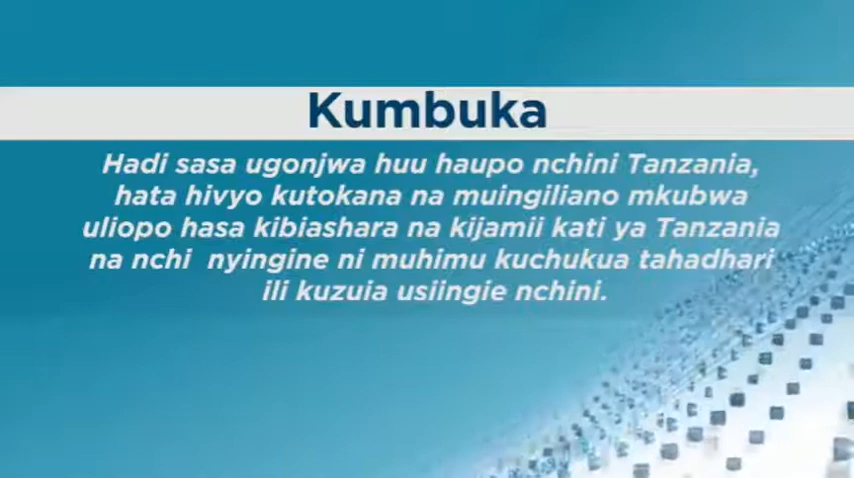 Kumbuka
Hadi sasa ugonjwa huu haupo nchini Tanzania,
hata hivyo kutokana na muingiliano mkubwa
uliopo hasa kibiashara na kijamii kati ya Tanzania
na nchi nyingine ni muhimu kuchukua tahadhari
ili kuzuia usiingie nchini.